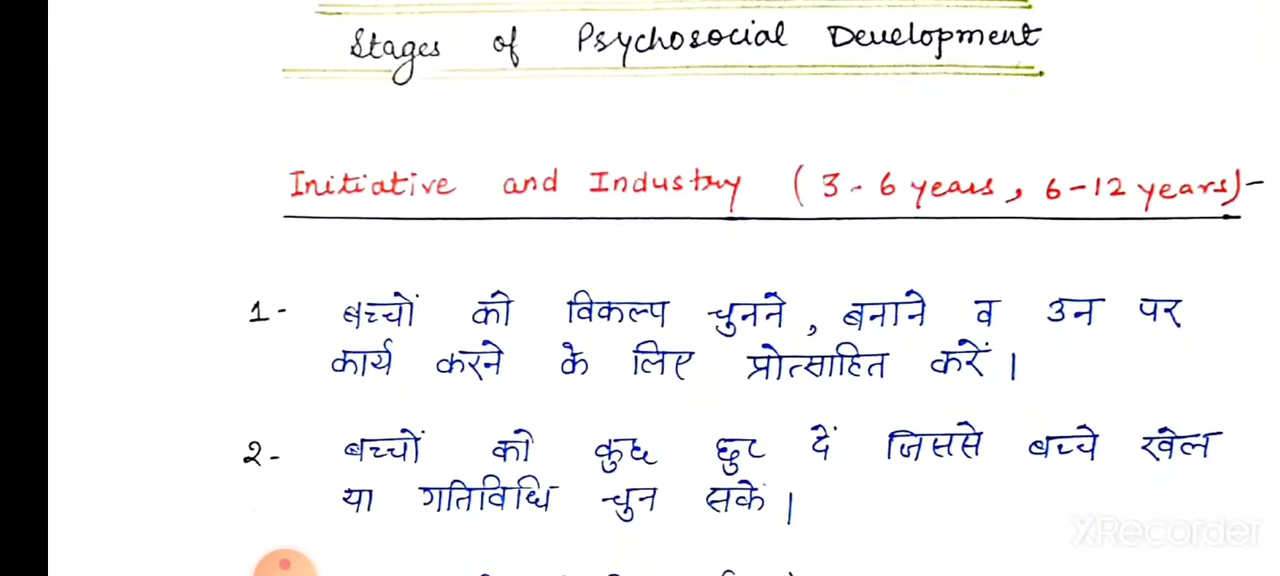 Stages of Psychosocial Development
Initiative and Industry (3-6 years, 6-12 years)-
1- बच्चों को विकल्प चुनने, बनाने व उन पर
कार्य करने के लिए प्रोत्साहित करें।
2- बच्चों को कुछ छुट दें जिससे बच्चे खेल
या गतिविधि चुन सकें।
XRecorder